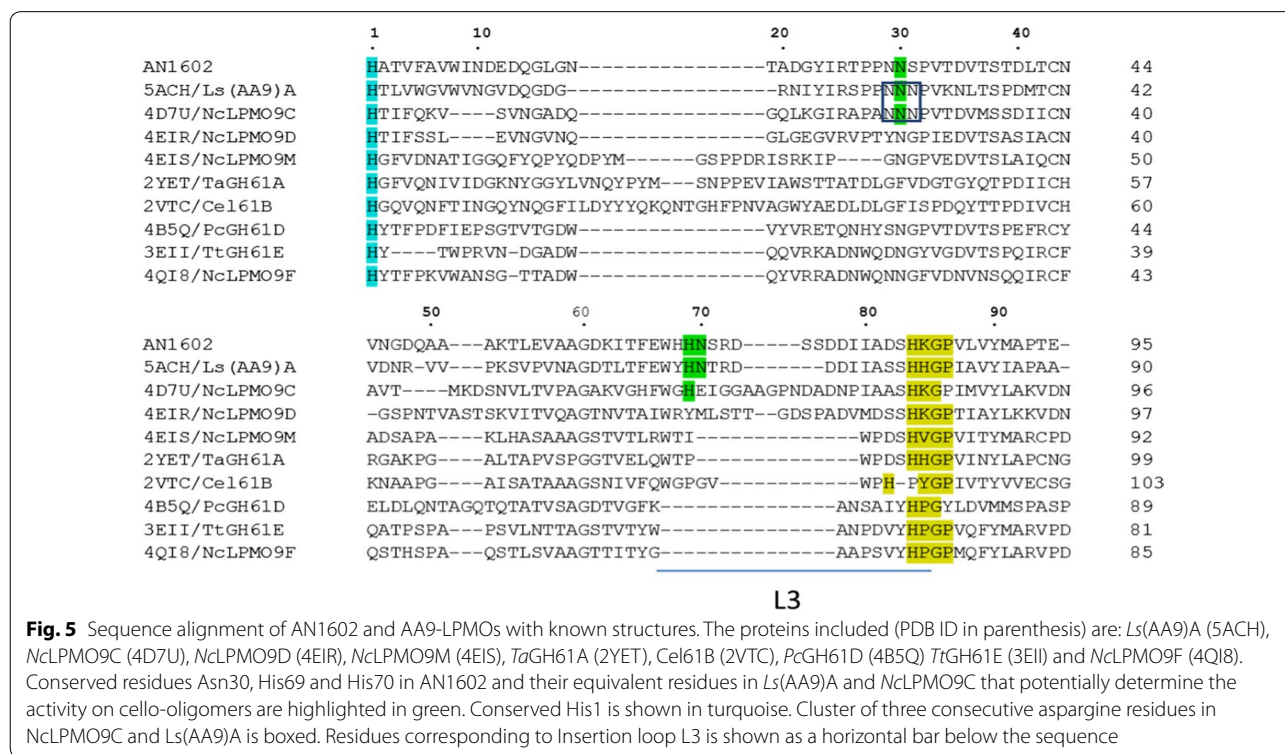 1 10 20 30 40
. . . . .
AN1602 HATVFAVWINDEDQGLGN----------------TADGYIRTPPNNSPVTDVTSTDLTCN 44
5ACH/Ls(AA9)A HTLVWGVWVNGVDQGDG------------------RNIYIRSPPNNNPVKNLTSPDMTCN 42
4D7U/NcLPMO9C HTIFQKV----SVNGADQ-----------------GQLKGIRAPANNNPVTDVMSSDIICN 40
4EIR/NcLPMO9D HTIFSSL---EVNGVNQ------------------GLGEGVRVPTYNGPIEDVTSASIACN 40
4EIS/NcLPMO9M HGFVDNATIGGQFYQPYQDPYM------GSPPDRISRKIP----GNGPVEDVTSLAIQCN 50
2YET/TaGH61A HGFVQNIVIDGKNYGGYLVNQYPYM---SNPPEVIAWSTTATDLGFVDGTGYQTPDIICH 57
2VTC/Cel61B HGQVQNFTINGQYNQGFILDYYYQKQNTGHFPNVAGWYAEDLDLGFISPDQYTTPDIVCH 60
4B5Q/PcGH61D HYTFPDFIEPSGTVTGDW----------------VYVRETQNHYSNGPVTDVTSPEFRCY 44
3EII/TtGH61E HY----TWPRVN-DGADW----------------QQVRKADNWQDNGYVGDVTSPQIRCF 39
4QI8/NcLPMO9F HYTFPKVWANSG-TTADW----------------QYVRRADNWQNNGFVDNVNSQQIRCF 43
50 60 70 80 90
. . . . .
AN1602 VNGDQAA---AKTLEVAAGDKITFEWHHNSRD------SSDDIIADSHKGPVLVYMAPTE- 95
5ACH/Ls(AA9)A VDNR-VV---PKSVPVNAGDTLTFEWYHNTRD-------DDIIASSHHGPIAVYIAPAA- 90
4D7U/NcLPMO9C AVT----MKDSNVLTVPAGAKVGHFWGHEIGGAAGPNDADNPIAASHKGPIMVYLAKVDN 96
4EIR/NcLPMO9D -GSPNTVASTSKVITVQAGTNVTAIWRYMLSTT---GDSPADVMDSSHKGPTIAYLKKVDN 97
4EIS/NcLPMO9M ADSAPA----KLHASAAAGSTVTLRWTI--------------WPDSHVGPVITYMARCPD 92
2YET/TaGH61A RGAKPG----ALTAPVSPGGTVELQWTP--------------WPDSHHGPVINYLAPCNG 99
2VTC/Cel61B KNAAPG----AISATAAAGSNIVFQWGPGV------------WPH-PYGPIVTYVVECSG 103
4B5Q/PcGH61D ELDLQNTAGQTQTATVSAGDTVGFK---------------ANSAIYHPGYLDVMMSPASP 89
3EII/TtGH61E QATPSPA---PSVLNTTAGSTVTYW---------------ANPDVYHPGPVQFYMARVPD 81
4QI8/NcLPMO9F QSTHSPA---QSTLSVAAGTTITYG---------------AAPSVYHPGPMQFYLARVPD 85
L3
Fig. 5 Sequence alignment of AN1602 and AA9-LPMOs with known structures. The proteins included (PDB ID in parenthesis) are: Ls(AA9)A (5ACH),
NcLPMO9C (4D7U), NcLPMO9D (4EIR), NcLPMO9M (4EIS), TaGH61A (2YET), Cel61B (2VTC), PcGH61D (4B5Q) TtGH61E (3EII) and NcLPMO9F (4QI8).
Conserved residues Asn30, His69 and His70 in AN1602 and their equivalent residues in Ls(AA9)A and NcLPMO9C that potentially determine the
activity on cello-oligomers are highlighted in green. Conserved His1 is shown in turquoise. Cluster of three consecutive aspargine residues in
NcLPMO9C and Ls(AA9)A is boxed. Residues corresponding to Insertion loop L3 is shown as a horizontal bar below the sequence